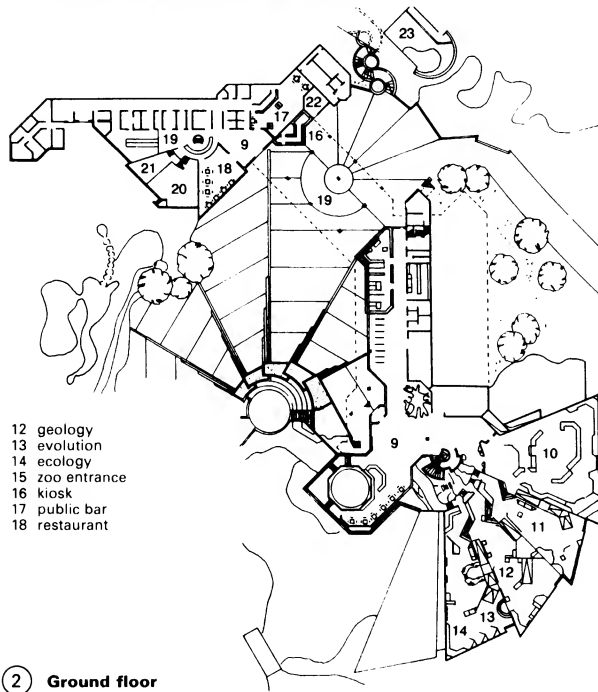 23
22
17
16
19
9
18
21
20
19
9
10
11
12
13
14
12 geology
13 evolution
14 ecology
15 zoo entrance
16 kiosk
17 public bar
18 restaurant
2 Ground floor